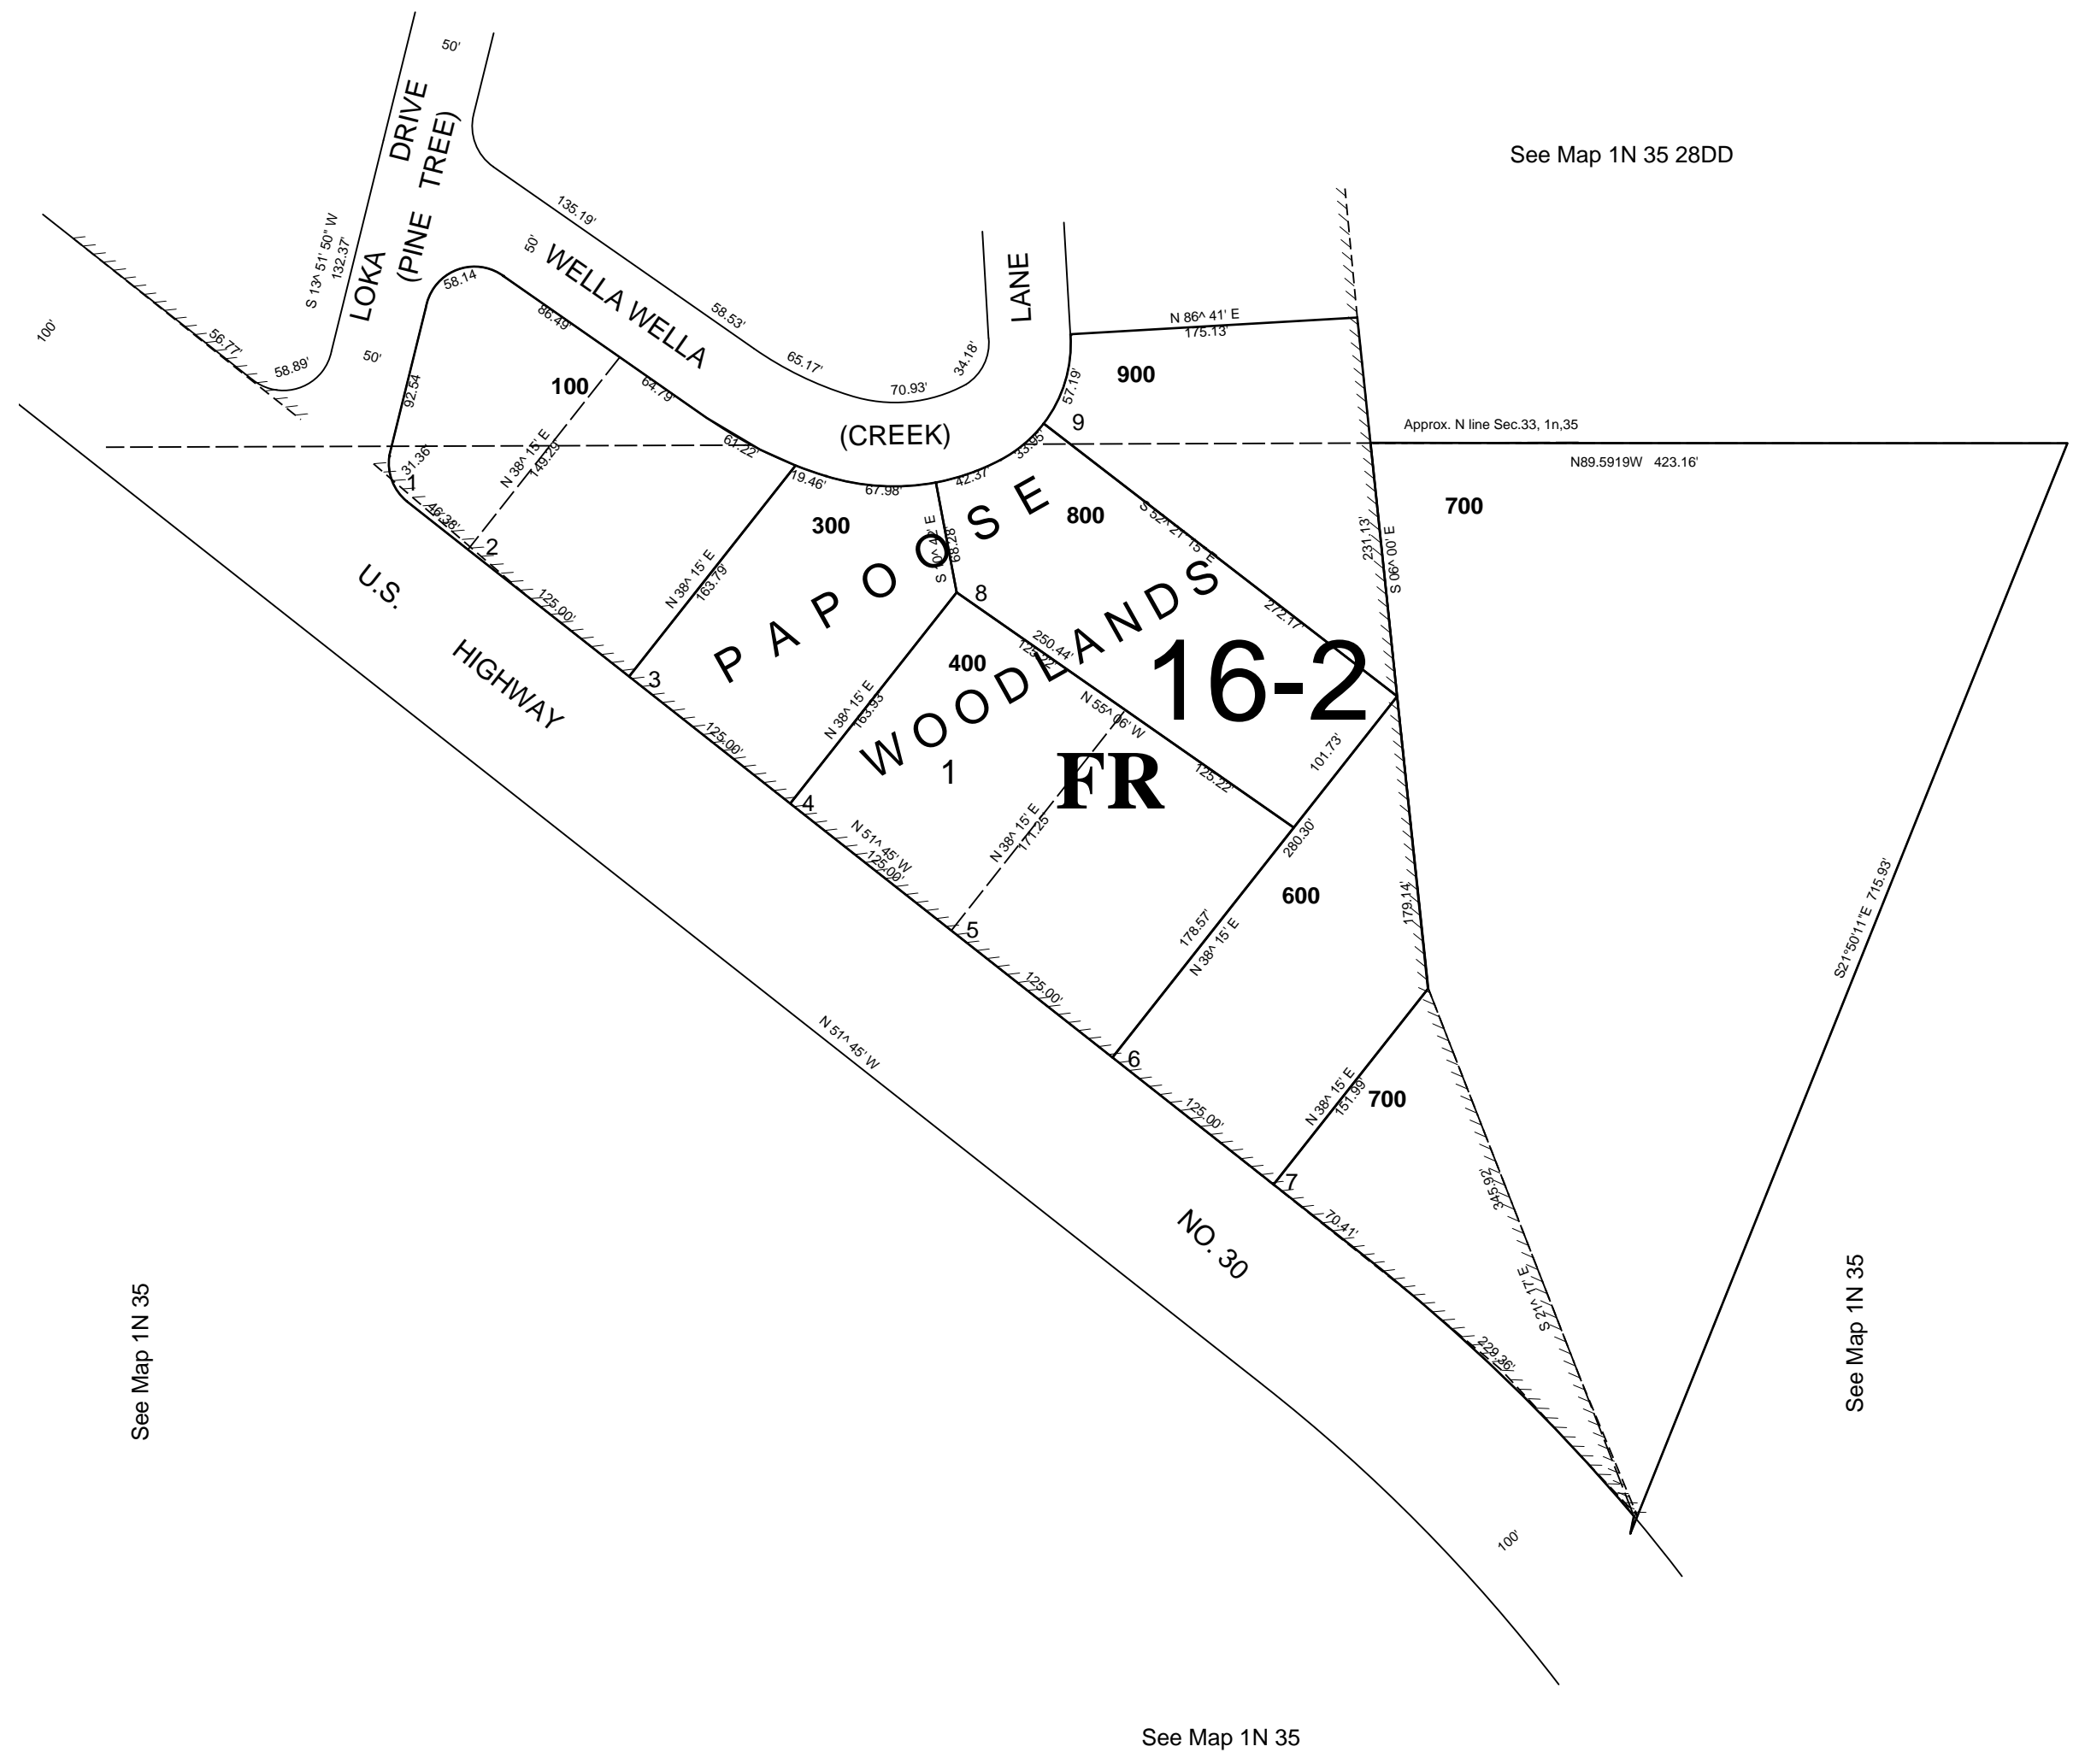 50'
DRIVE
(PINE TREE)
LOKA
S 13^ 51' 50" W
132.37'
See Map 1N 35 28DD
135.19'
50'
WELLA WELLA
58.14
86.49'
58.53'
65.17'
70.93'
34.18'
LANE
N 86^ 41' E
175.13'
100'
56.77'
58.89'
50'
92.54
100
64.79'
900
57.19'
9
(CREEK)
Approx. N line Sec.33, 1n,35
N89.5919W 423.16'
61.22'
33.95'
31.36'
1
N 38^ 15' E
149.29'
19.46'
67.98'
42.37'
46.38'
2
300
800
700
PAPOOSE
68.28'
S 52^ 21' 15" E
231.13'
S 06^ 00' E
U.S.
125.00'
N 38^ 15' E
163.79'
8
272.17'
WOODLANDS
16-2
HIGHWAY
3
400
250.44'
125.22'
N 55^ 06' W
N 38^ 15' E
163.93'
125.00'
1
FR
125.22'
101.73'
4
N 51^ 45' W
125.00'
N 38^ 15' E
171.25'
280.30'
600
179.14'
5
178.57'
N 38^ 15' E
S21°50'11"E 715.93'
125.00'
N 51^ 45' W
6
125.00'
N 38^ 15' E
151.99'
700
7
70.41'
345.92'
NO. 30
S 21^ 17' E
229.36'
See Map 1N 35
See Map 1N 35
100'
See Map 1N 35